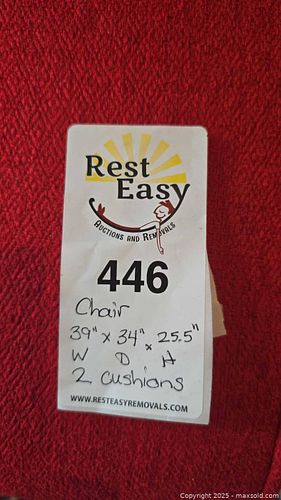 Rest
Easy
AUCTIONS AND REMOVALS
446
Chair
39" x 34" x 25.5"
W D H
2 cushions
WWW.RESTEASYREMOVALS.COM
Copyright 2025 - maxsold.com